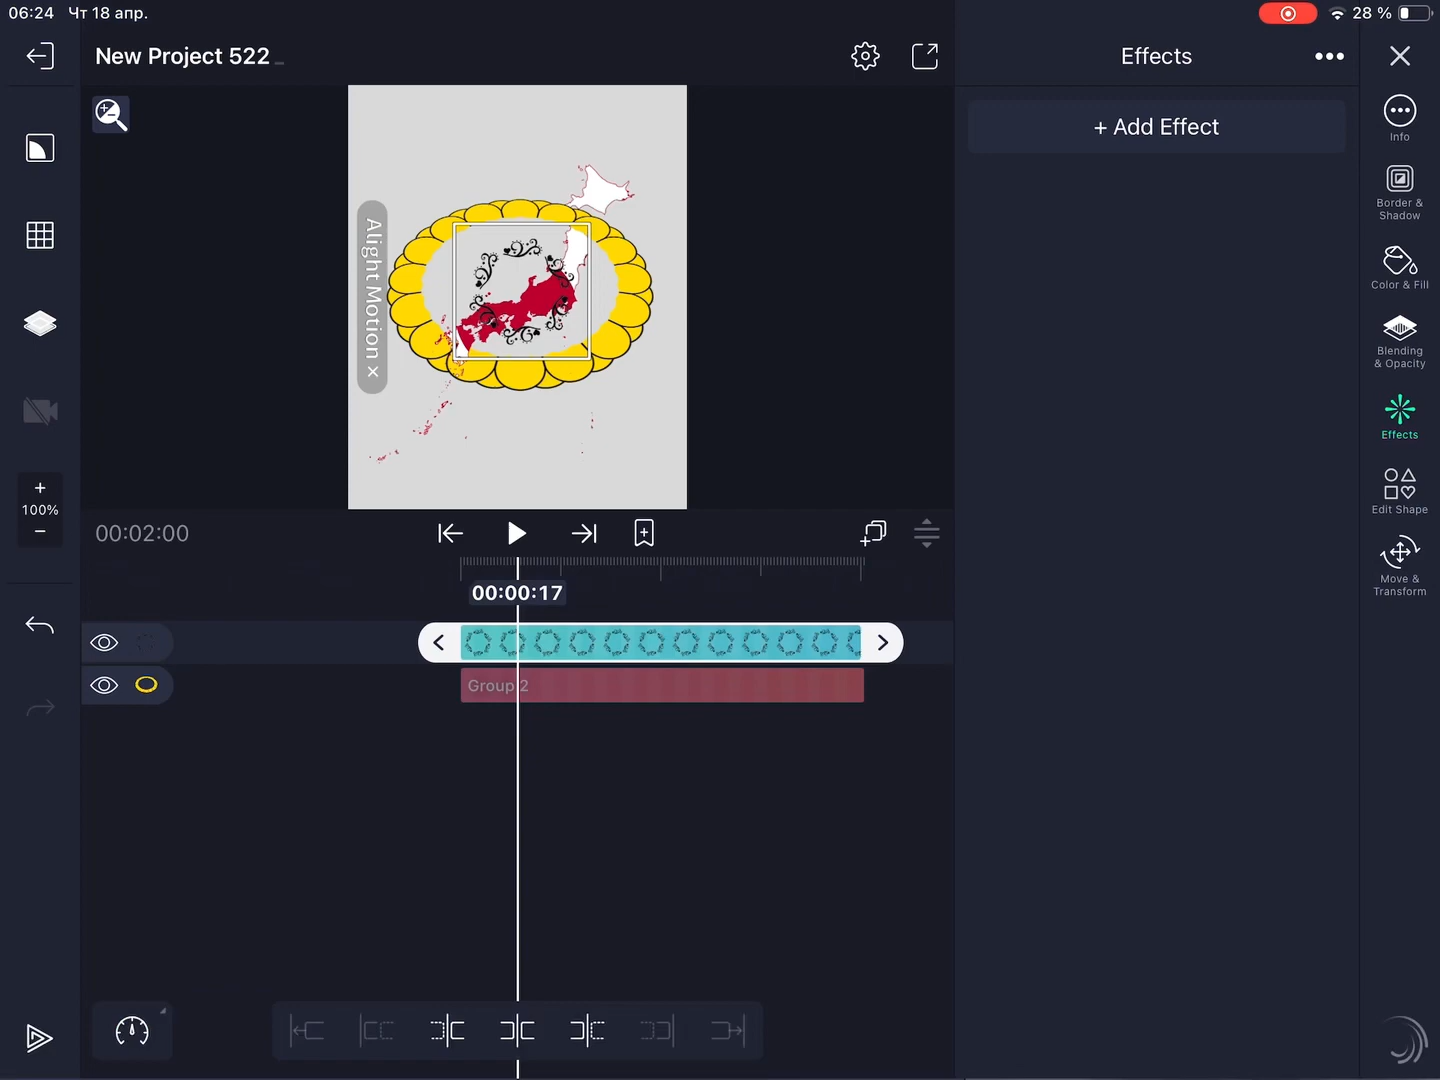 06:24 Чт 18 апр.
28 %
New Project 522
Effects
+ Add Effect
Info
Border &
Shadow
Color & Fill
Blending
& Opacity
Effects
Edit Shape
Move &
Transform
Alight Motion ×
+
100%
−
00:02:00
00:00:17
Group 2